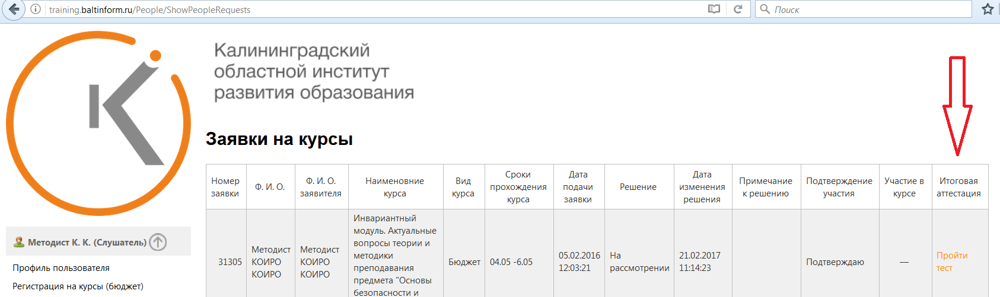 training.baltinform.ru/People/ShowPeopleRequests
Поиск
Калининградский
областной институт
развития образования
Заявки на курсы
Номер
заявки
Ф. И. О.
Ф. И. О.
заявителя
Наименовние
курса
Вид
курса
Сроки
прохождения
курса
Дата
подачи
заявки
Решение
Дата
изменения
решения
Примечание
к решению
Подтверждение
участия
Участие в
курсе
Итоговая
аттестация
31305
Методист
КОИРО
КОИРО
Методист
КОИРО
КОИРО
Инвариантный
модуль. Актуальные
вопросы теории и
методики
преподавания
предмета "Основы
безопасности и
Бюджет
04.05 -6.05
05.02.2016
12:03:21
На
рассмотрении
21.02.2017
11:14:23
Подтверждаю
—
Пройти
тест
Методист К. К. (Слушатель)
Профиль пользователя
Регистрация на курсы (бюджет)